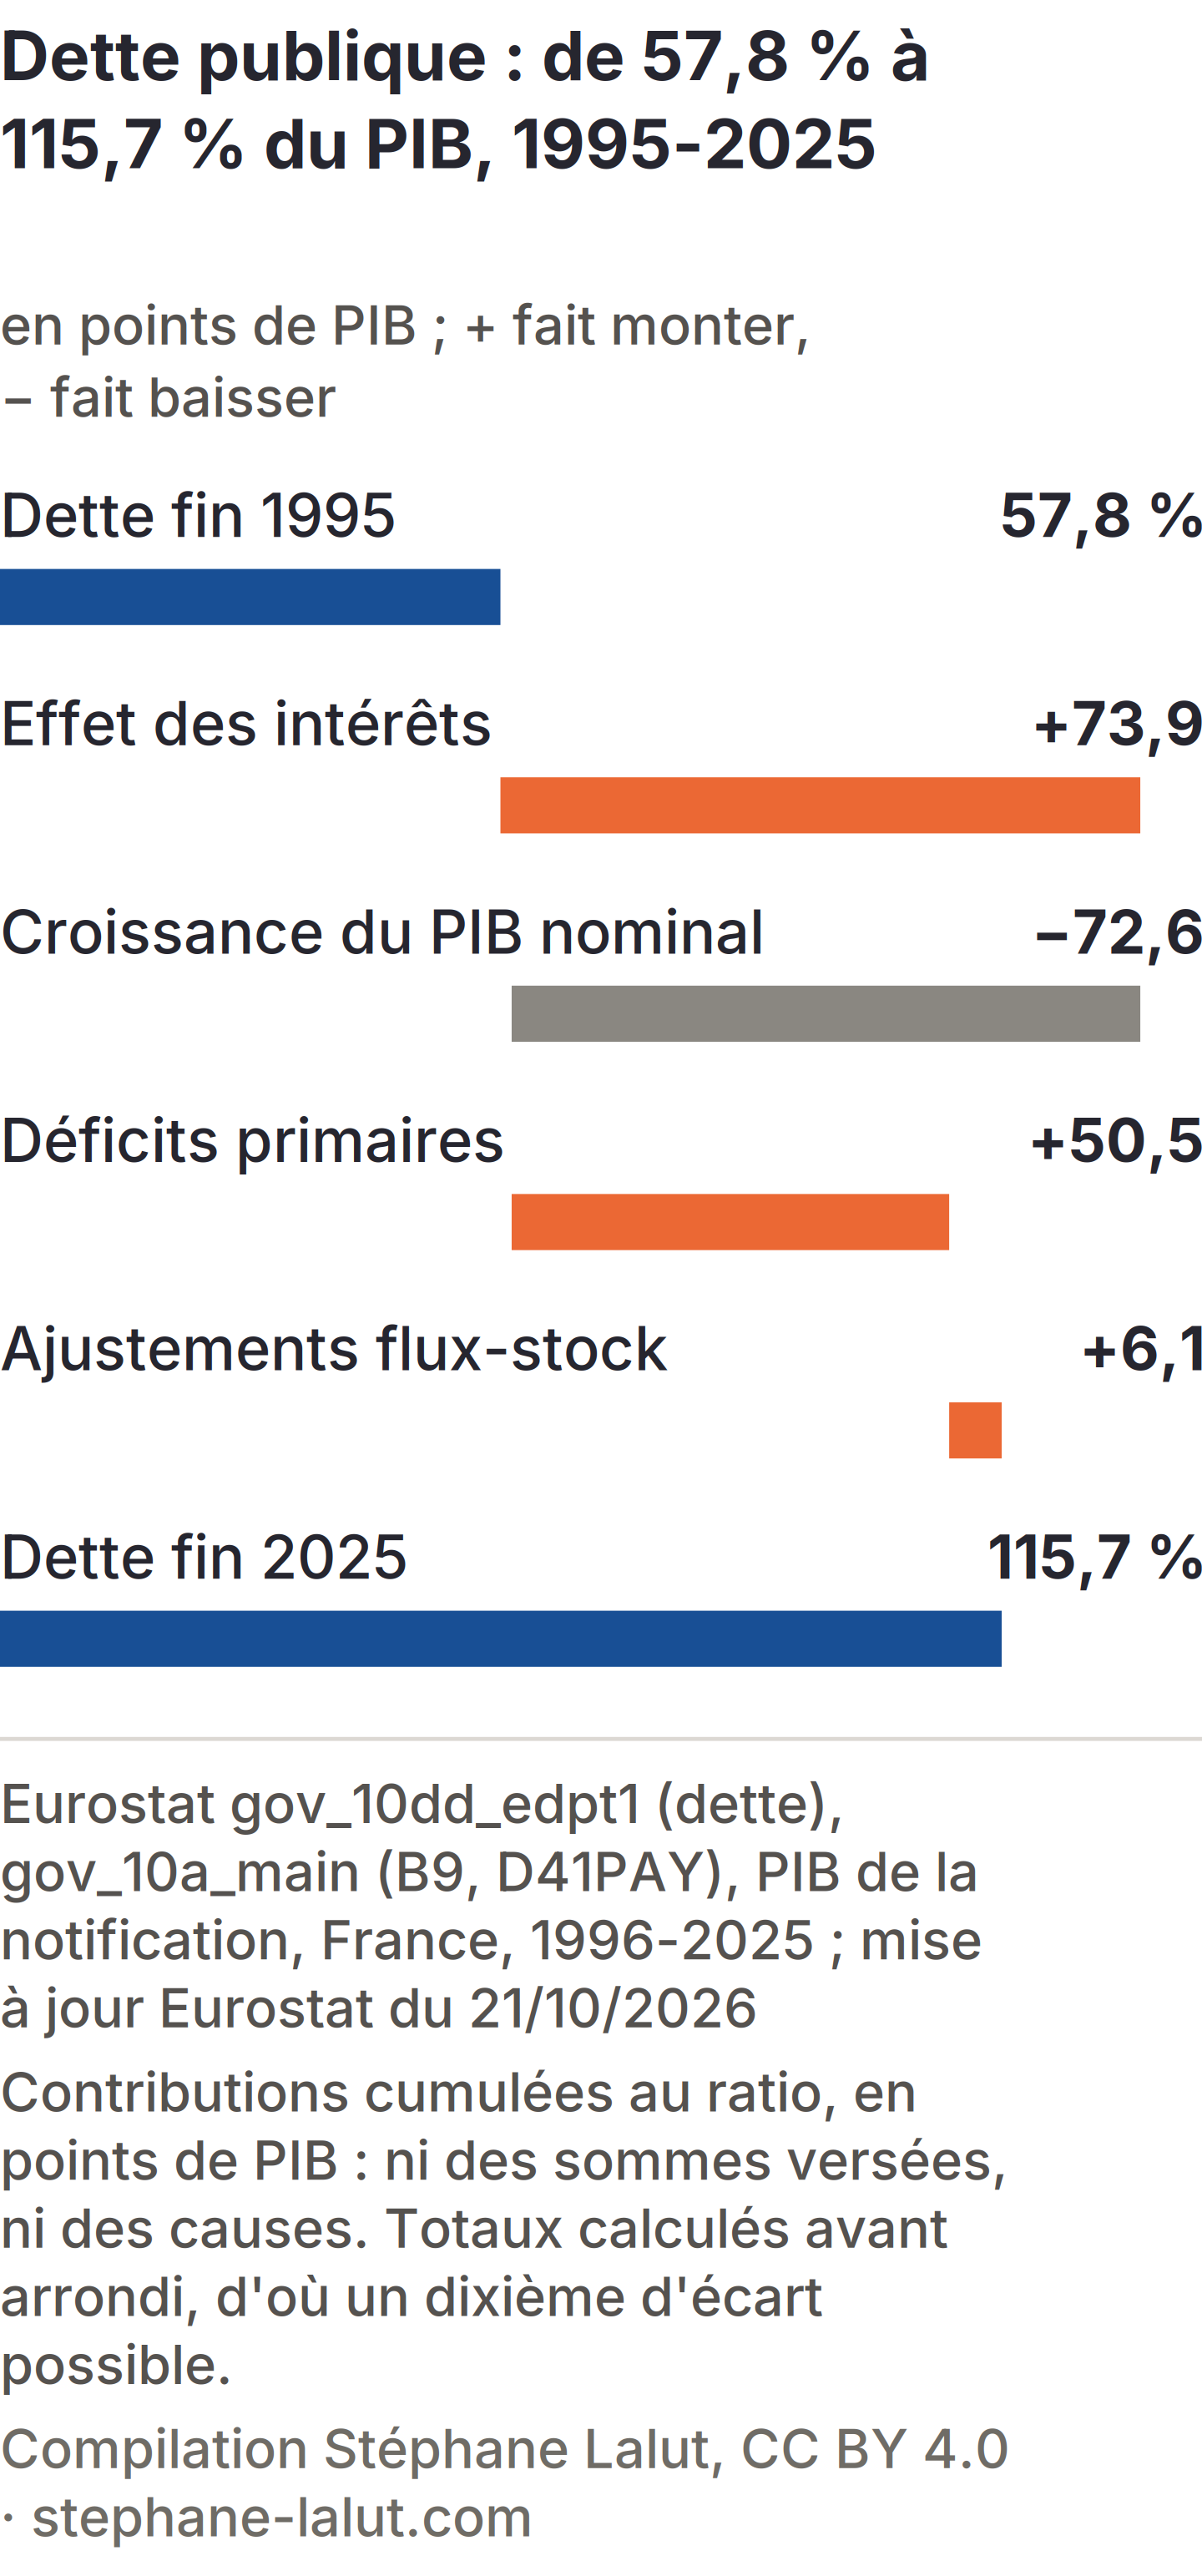 Dette publique : de 57,8 % à
115,7 % du PIB, 1995-2025
en points de PIB ; + fait monter,
− fait baisser
Dette fin 1995 57,8 %
Effet des intérêts +73,9
Croissance du PIB nominal −72,6
Déficits primaires +50,5
Ajustements flux-stock +6,1
Dette fin 2025 115,7 %
Eurostat gov_10dd_edpt1 (dette),
gov_10a_main (B9, D41PAY), PIB de la
notification, France, 1996-2025 ; mise
à jour Eurostat du 21/10/2026
Contributions cumulées au ratio, en
points de PIB : ni des sommes versées,
ni des causes. Totaux calculés avant
arrondi, d'où un dixième d'écart
possible.
Compilation Stéphane Lalut, CC BY 4.0
· stephane-lalut.com